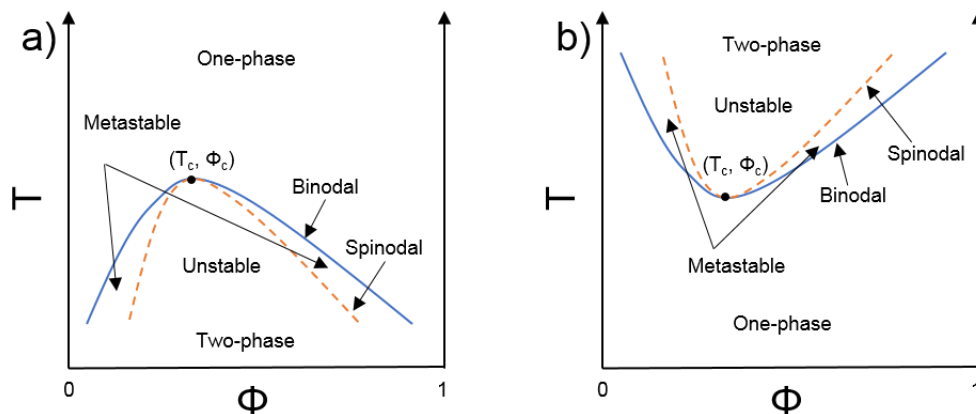 a)
One-phase
Metastable
(Tc, Φc)
Binodal
Spinodal
Unstable
Two-phase
T
0
Φ
1
b)
Two-phase
Unstable
(Tc, Φc)
Spinodal
Binodal
Metastable
One-phase
T
0
Φ
1